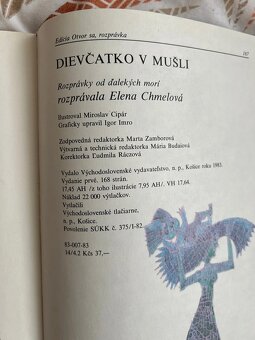 Edícia Otvor sa, rozprávka
167
DIEVČATKO V MUŠLI
Rozprávky od ďalekých morí
rozprávala Elena Chmelová
Ilustroval Miroslav Cipár
Graficky upravil Igor Imro
Zodpovedná redaktorka Marta Zamborová
Výtvarná a technická redaktorka Mária Budaiová
Korektorka Ľudmila Ráczová
Vydalo Východoslovenské vydavateľstvo, n. p., Košice roku 1983.
Vydanie prvé. 168 strán.
17,45 AH /z toho ilustrácie 7,95 AH/. VH 17,64.
Náklad 22 000 výtlačkov.
Vytlačili
Východoslovenské tlačiarne,
n. p., Košice.
Povolenie SÚKK č. 375/1-82
83-007-83
14/4.2 Kčs 37,—